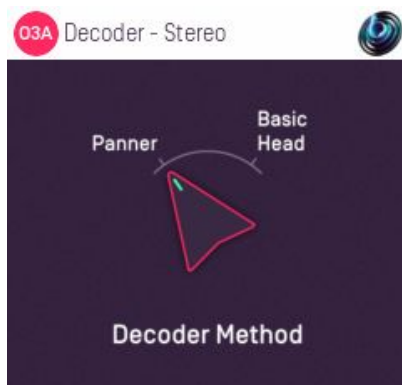 O3A Decoder - Stereo
Panner
Basic
Head
Decoder Method